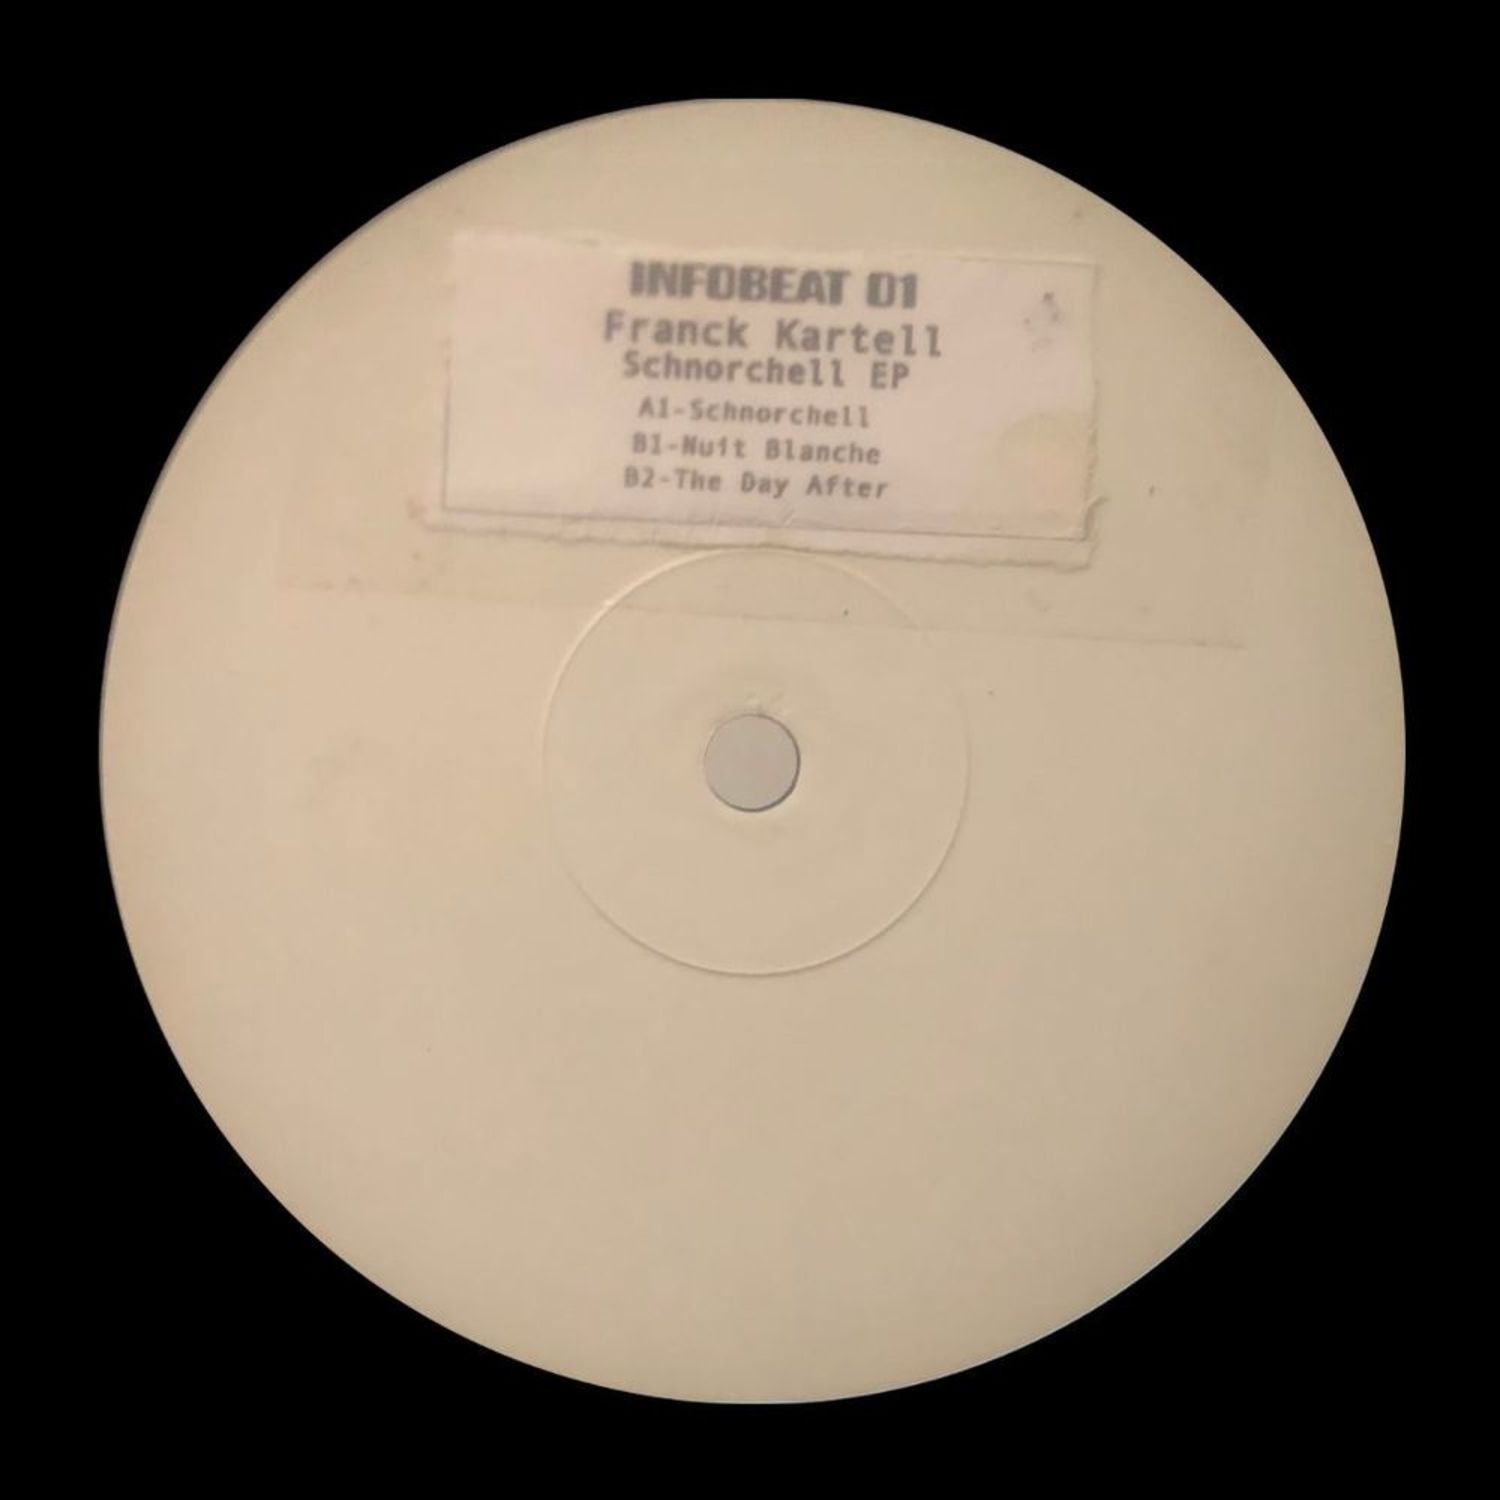 INFOBEAT 01
Franck Kartell
Schnorchell EP
A1-Schnorchell
B1-Nuit Blanche
B2-The Day After